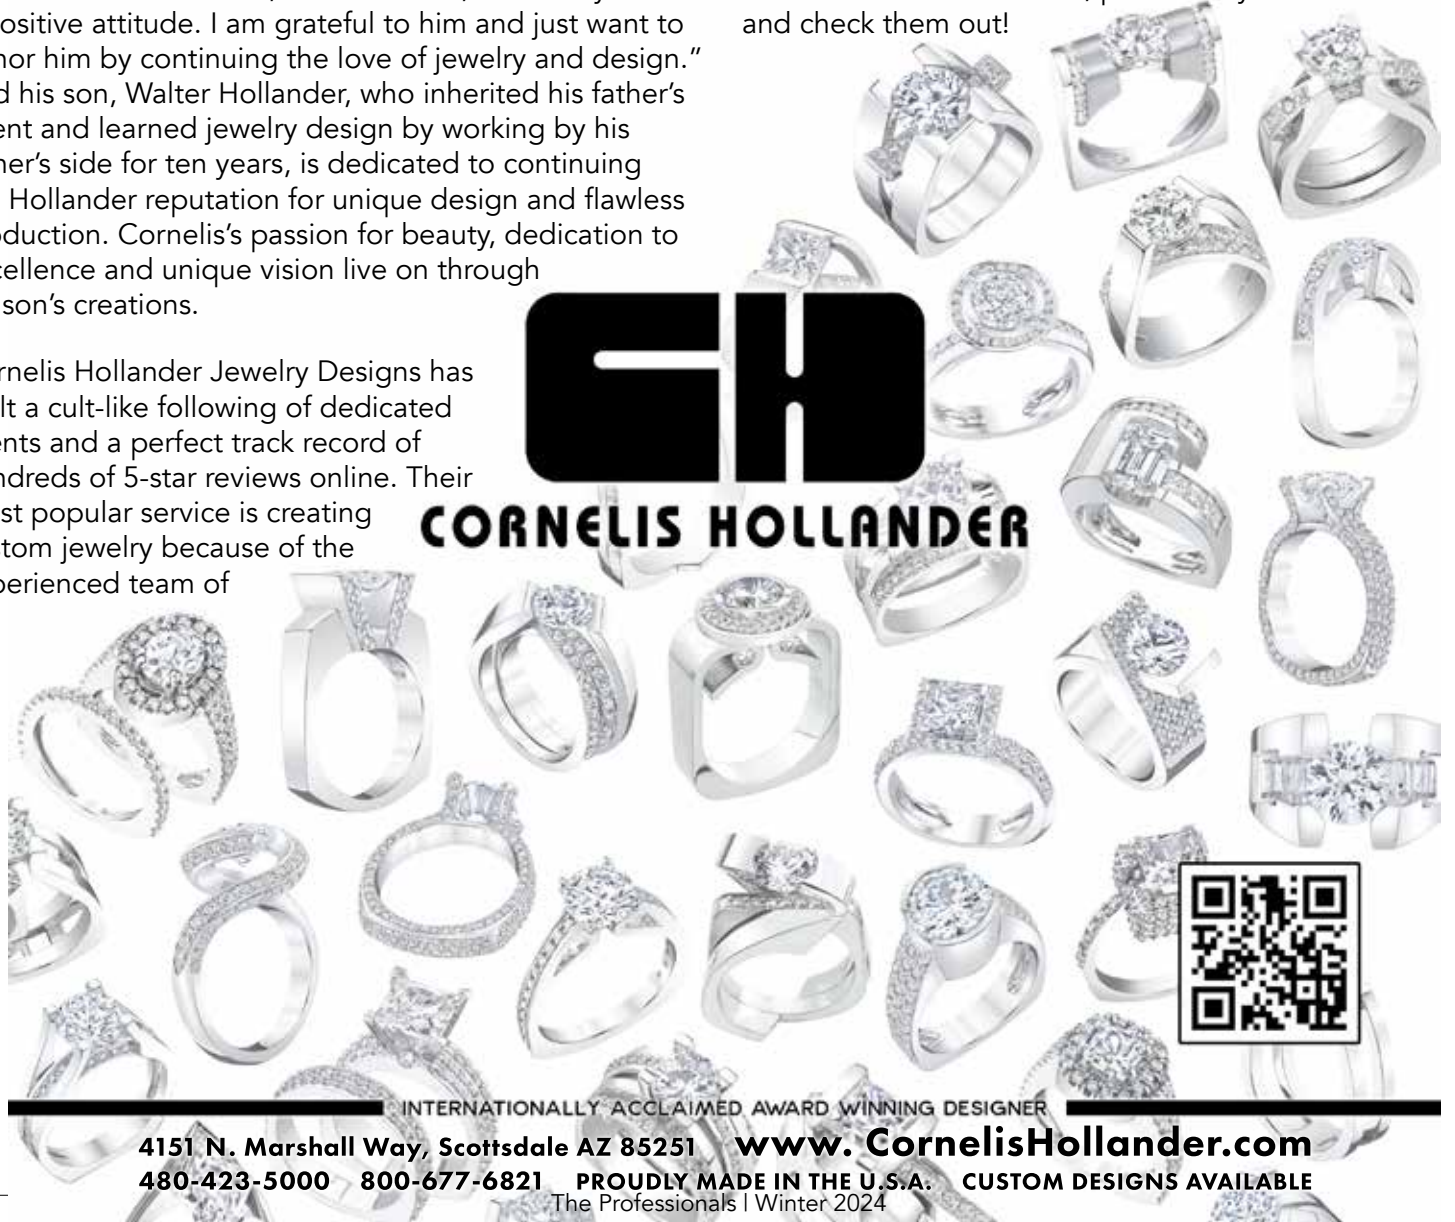 ositive attitude. I am grateful to him and just want to
nor him by continuing the love of jewelry and design.”
d his son, Walter Hollander, who inherited his father’s
ent and learned jewelry design by working by his
ner’s side for ten years, is dedicated to continuing
Hollander reputation for unique design and flawless
oduction. Cornelis’s passion for beauty, dedication to
cellence and unique vision live on through
son’s creations.
rnelis Hollander Jewelry Designs has
lt a cult-like following of dedicated
ents and a perfect track record of
ndreds of 5-star reviews online. Their
st popular service is creating
stom jewelry because of the
perienced team of
and check them out!
CH
CORNELIS HOLLANDER
INTERNATIONALLY ACCLAIMED AWARD WINNING DESIGNER
4151 N. Marshall Way, Scottsdale AZ 85251 www. CornelisHollander.com
480-423-5000 800-677-6821 PROUDLY MADE IN THE U.S.A. CUSTOM DESIGNS AVAILABLE
The Professionals | Winter 2024